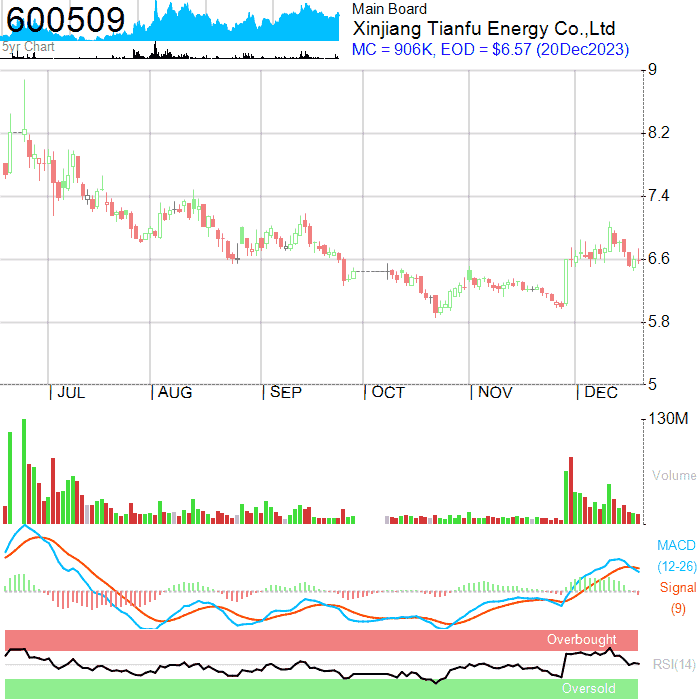 600509
5yr Chart
Main Board
Xinjiang Tianfu Energy Co.,Ltd
MC = 906K, EOD = $6.57 (20Dec2023)
9
8.2
7.4
6.6
5.8
5
JUL AUG SEP OCT NOV DEC
130M
Volume
MACD
(12-26)
Signal
(9)
Overbought
RSI(14)
Oversold